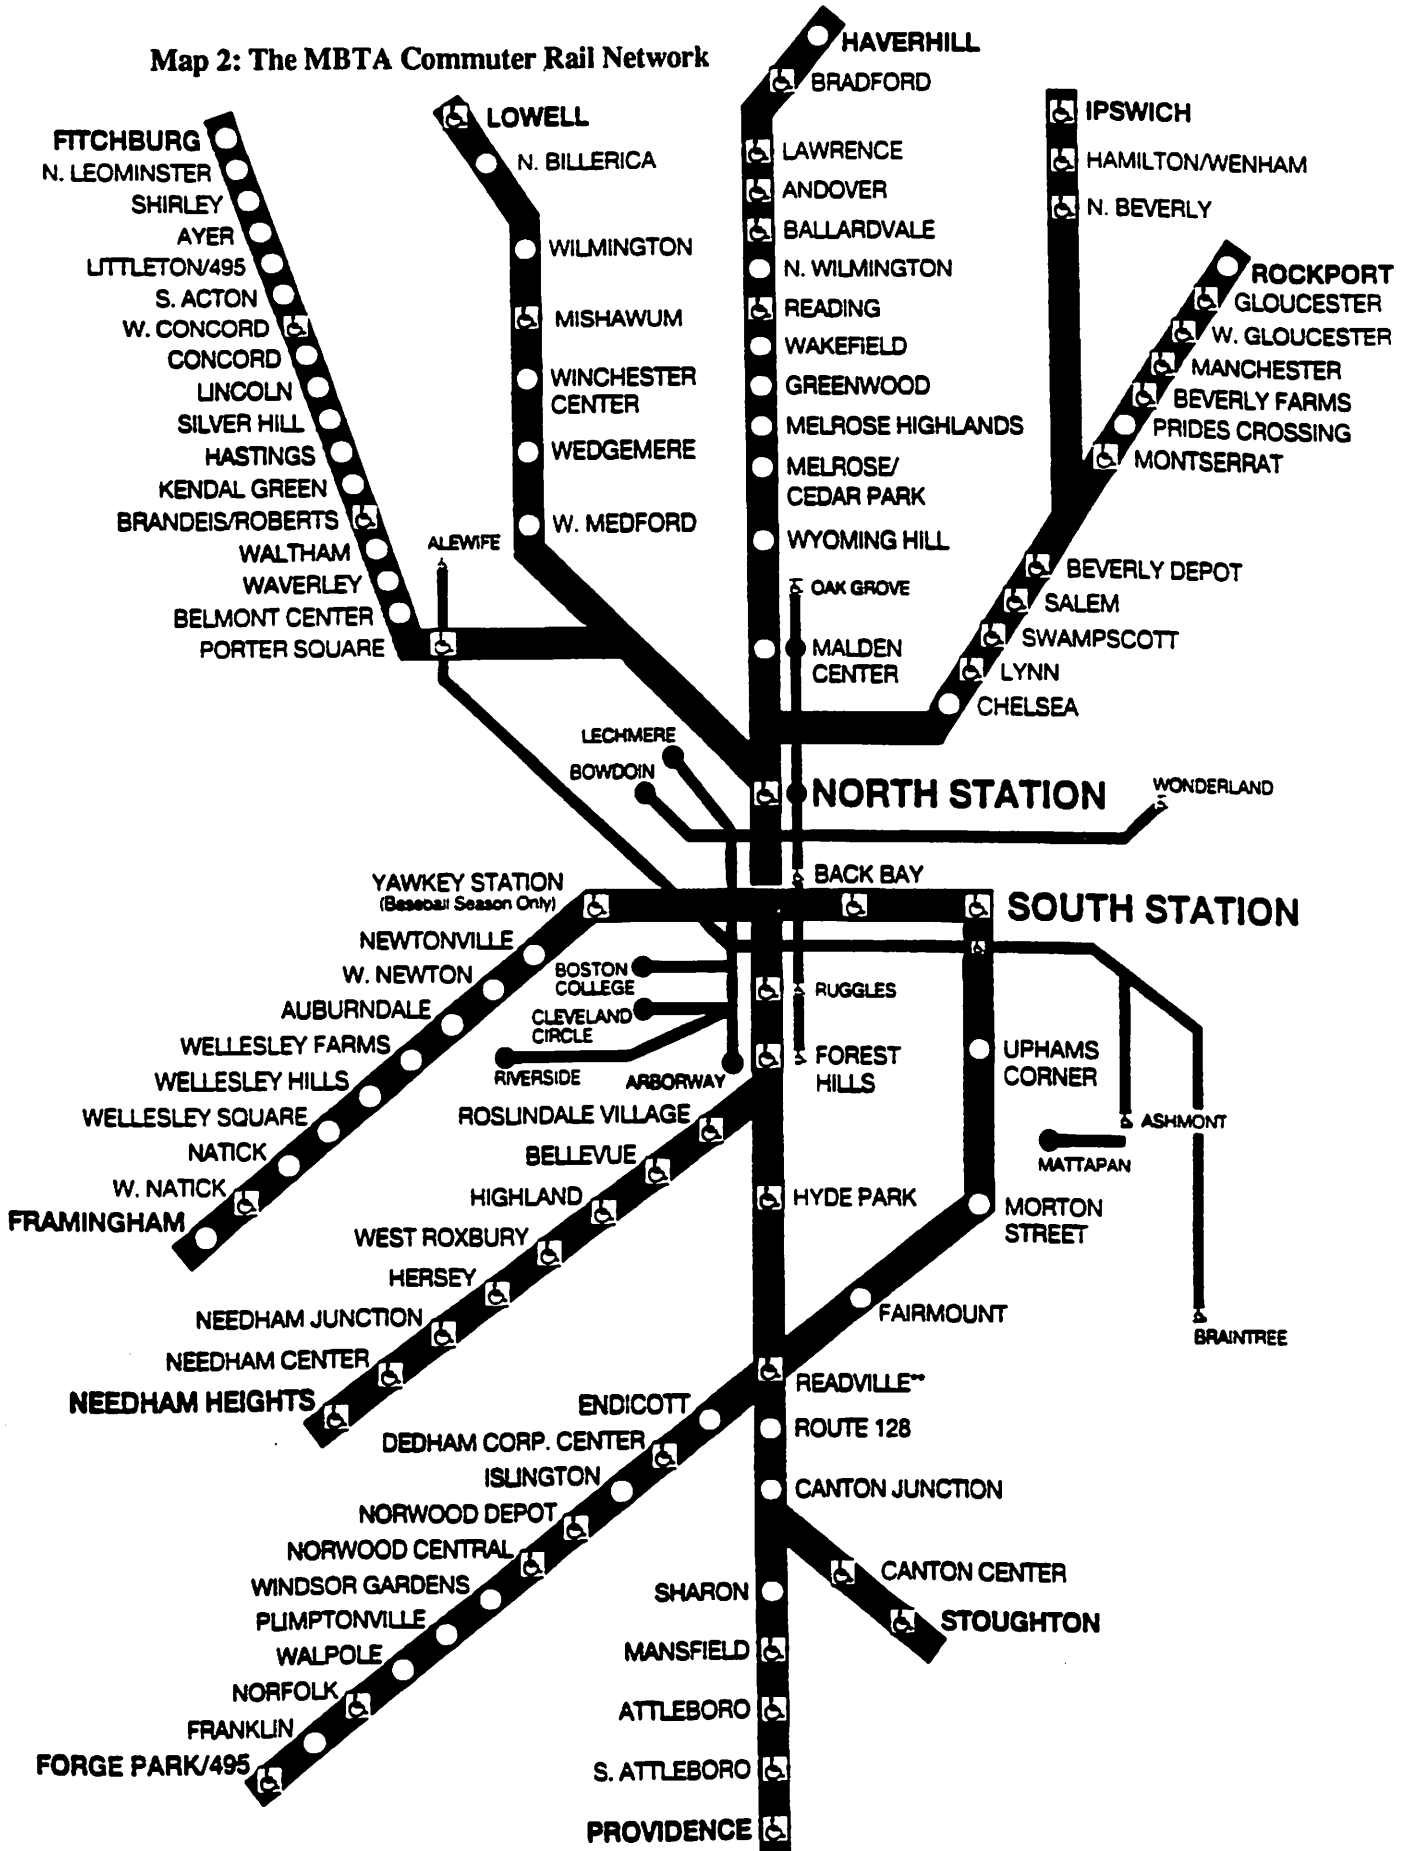 Map 2: The MBTA Commuter Rail Network
FITCHBURG
N. LEOMINSTER
SHIRLEY
AYER
LITTLETON/495
S. ACTON
W. CONCORD
CONCORD
LINCOLN
SILVER HILL
HASTINGS
KENDAL GREEN
BRANDEIS/ROBERTS
WALTHAM
WAVERLEY
BELMONT CENTER
PORTER SQUARE
ALEWIFE
LOWELL
N. BILLERICA
WILMINGTON
MISHAWUM
WINCHESTER
CENTER
WEDGEMERE
W. MEDFORD
HAVERHILL
BRADFORD
LAWRENCE
ANDOVER
BALLARDVALE
N. WILMINGTON
READING
WAKEFIELD
GREENWOOD
MELROSE HIGHLANDS
MELROSE/
CEDAR PARK
WYOMING HILL
OAK GROVE
MALDEN
CENTER
IPSWICH
HAMILTON/WENHAM
N. BEVERLY
ROCKPORT
GLOUCESTER
W. GLOUCESTER
MANCHESTER
BEVERLY FARMS
PRIDES CROSSING
MONTSERRAT
BEVERLY DEPOT
SALEM
SWAMPSCOTT
LYNN
CHELSEA
LECHMERE
BOWDOIN
NORTH STATION
WONDERLAND
BACK BAY
SOUTH STATION
YAWKEY STATION
(Baseball Season Only)
NEWTONVILLE
W. NEWTON
AUBURNDALE
WELLESLEY FARMS
WELLESLEY HILLS
WELLESLEY SQUARE
NATICK
W. NATICK
FRAMINGHAM
BOSTON
COLLEGE
CLEVELAND
CIRCLE
RIVERSIDE
ARBORWAY
RUGGLES
FOREST
HILLS
UPHAMS
CORNER
ASHMONT
MATTAPAN
BRAINTREE
ROSLINDALE VILLAGE
BELLEVUE
HIGHLAND
WEST ROXBURY
HERSEY
NEEDHAM JUNCTION
NEEDHAM CENTER
NEEDHAM HEIGHTS
HYDE PARK
MORTON
STREET
FAIRMOUNT
READVILLE**
ROUTE 128
CANTON JUNCTION
ENDICOTT
DEDHAM CORP. CENTER
ISLINGTON
NORWOOD DEPOT
NORWOOD CENTRAL
WINDSOR GARDENS
PLIMPTONVILLE
WALPOLE
NORFOLK
FRANKLIN
FORGE PARK/495
CANTON CENTER
STOUGHTON
SHARON
MANSFIELD
ATTLEBORO
S. ATTLEBORO
PROVIDENCE